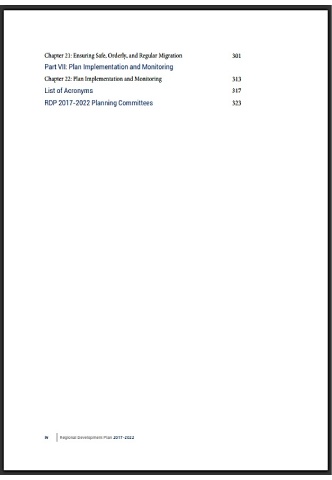 Chapter 21: Ensuring Safe, Orderly, and Regular Migration 301
Part VII: Plan Implementation and Monitoring
Chapter 22: Plan Implementation and Monitoring 313
List of Acronyms 317
RDP 2017-2022 Planning Committees 323
iv | Regional Development Plan 2017-2022